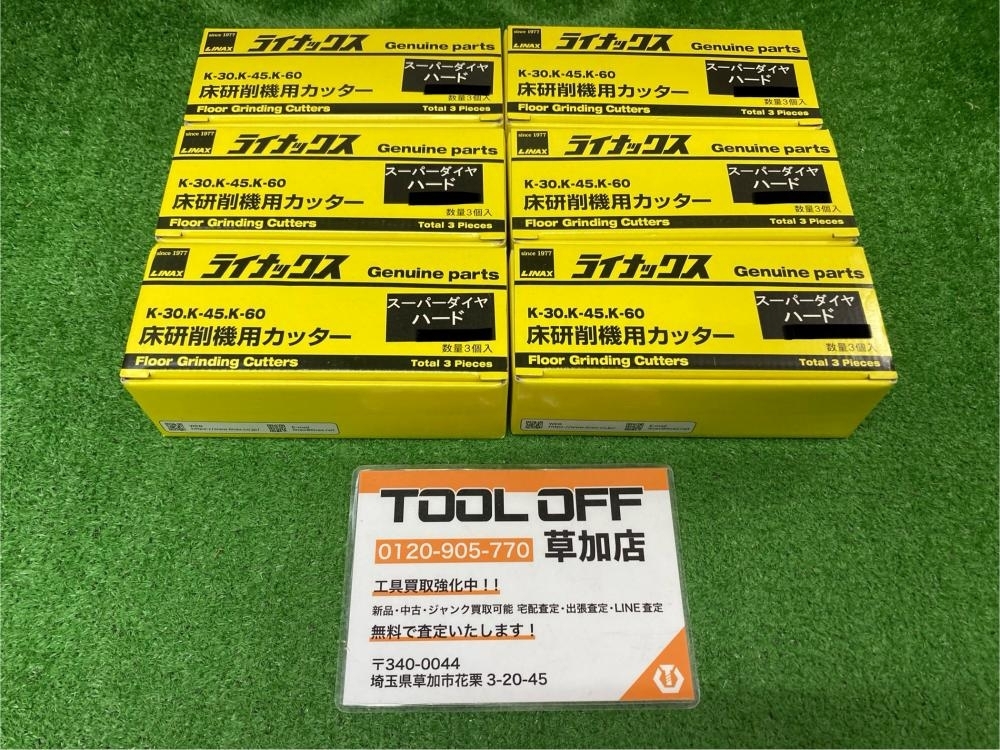 since 1977
LINAX
ライナックス
Genuine parts
K-30.K-45.K-60
スーパーダイヤ
ハード
床研削機用カッター
数量3個入
Floor Grinding Cutters
Total 3 Pieces
since 1977
LINAX
ライナックス
Genuine parts
K-30.K-45.K-60
スーパーダイヤ
ハード
床研削機用カッター
数量3個入
Floor Grinding Cutters
Total 3 Pieces
since 1977
LINAX
ライナックス
Genuine parts
K-30.K-45.K-60
スーパーダイヤ
ハード
床研削機用カッター
数量3個入
Floor Grinding Cutters
Total 3 Pieces
since 1977
LINAX
ライナックス
Genuine parts
K-30.K-45.K-60
スーパーダイヤ
ハード
床研削機用カッター
数量3個入
Floor Grinding Cutters
Total 3 Pieces
since 1977
LINAX
ライナックス
Genuine parts
K-30.K-45.K-60
スーパーダイヤ
ハード
床研削機用カッター
数量3個入
Floor Grinding Cutters
Total 3 Pieces
WEB
E-mail
since 1977
LINAX
ライナックス
Genuine parts
K-30.K-45.K-60
スーパーダイヤ
ハード
床研削機用カッター
数量3個入
Floor Grinding Cutters
Total 3 Pieces
WEB
E-mail
TOOL OFF
0120-905-770 草加店
工具買取強化中！！
新品・中古・ジャンク買取可能 宅配査定・出張査定・LINE査定
無料で査定いたします！
〒340-0044
埼玉県草加市花栗 3-20-45